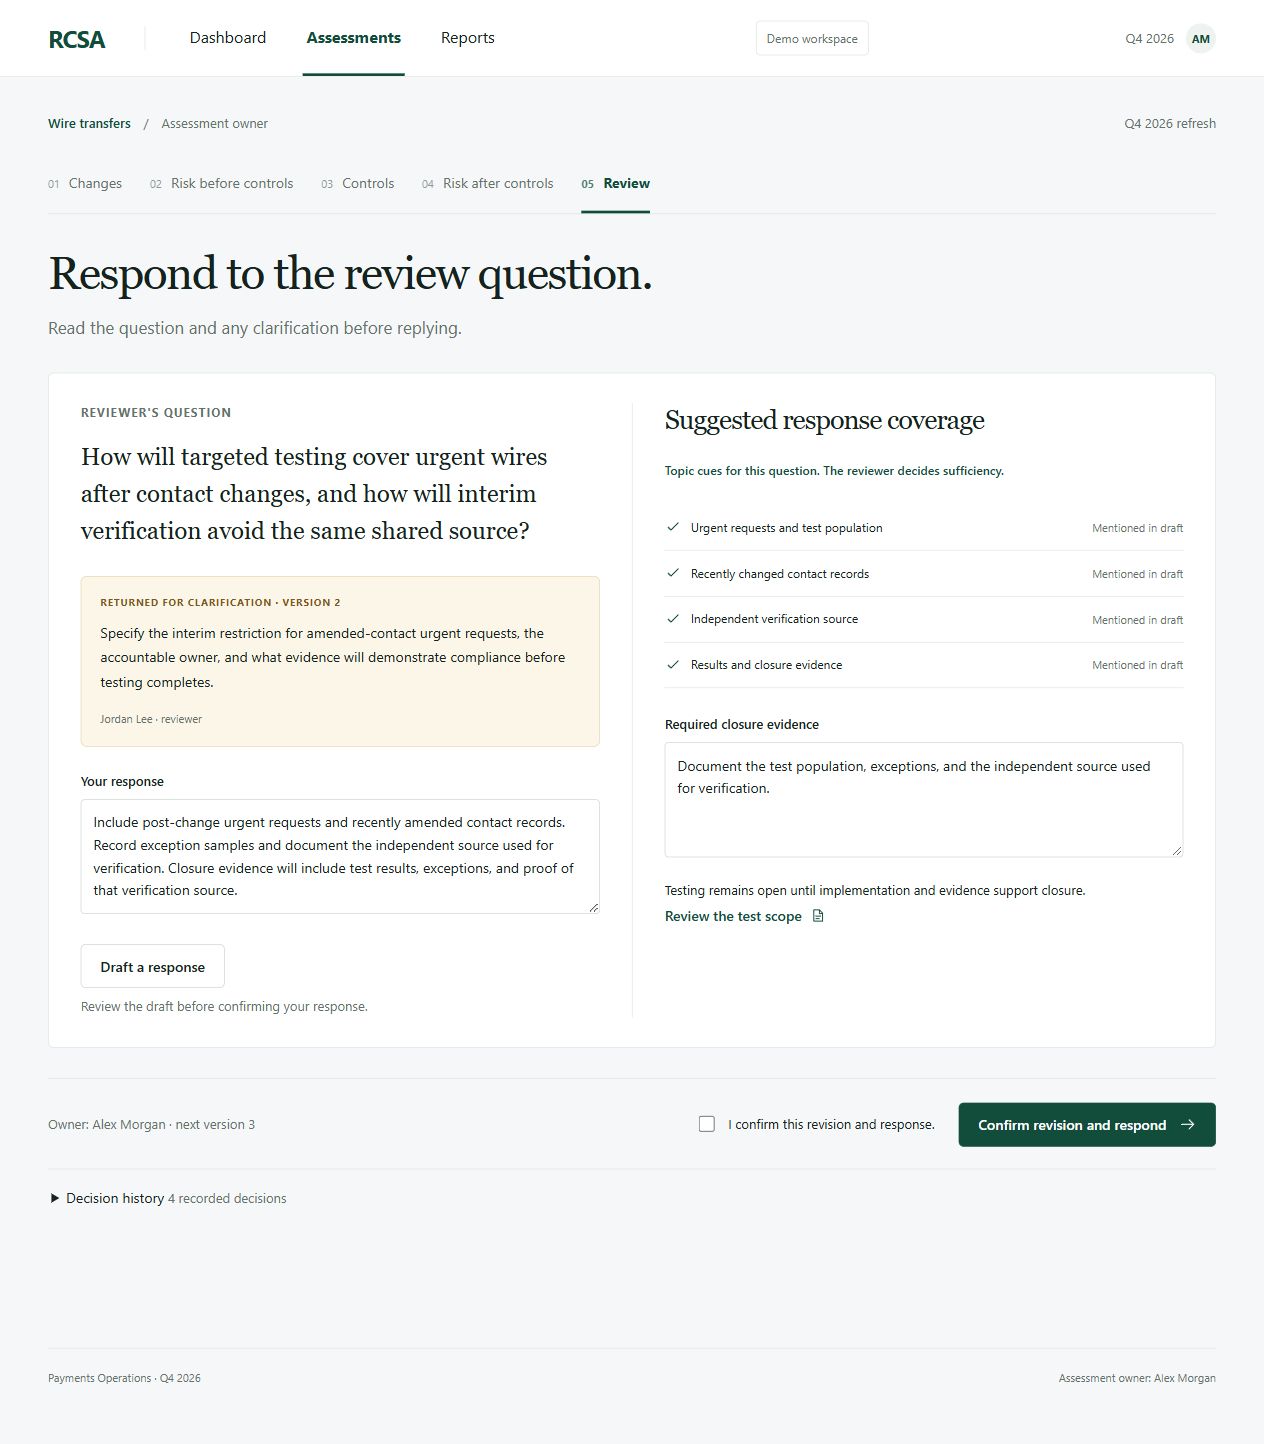 RCSA
Dashboard
Assessments
Reports
Demo workspace
Q4 2026
AM
Wire transfers / Assessment owner
Q4 2026 refresh
01 Changes
02 Risk before controls
03 Controls
04 Risk after controls
05 Review
Respond to the review question.
Read the question and any clarification before replying.
REVIEWER'S QUESTION
How will targeted testing cover urgent wires
after contact changes, and how will interim
verification avoid the same shared source?
RETURNED FOR CLARIFICATION · VERSION 2
Specify the interim restriction for amended-contact urgent requests, the
accountable owner, and what evidence will demonstrate compliance before
testing completes.
Jordan Lee · reviewer
Your response
Include post-change urgent requests and recently amended contact records.
Record exception samples and document the independent source used for
verification. Closure evidence will include test results, exceptions, and proof of
that verification source.
Draft a response
Review the draft before confirming your response.
Suggested response coverage
Topic cues for this question. The reviewer decides sufficiency.
Urgent requests and test population
Mentioned in draft
Recently changed contact records
Mentioned in draft
Independent verification source
Mentioned in draft
Results and closure evidence
Mentioned in draft
Required closure evidence
Document the test population, exceptions, and the independent source used
for verification.
Testing remains open until implementation and evidence support closure.
Review the test scope
Owner: Alex Morgan · next version 3
I confirm this revision and response.
Confirm revision and respond →
▶ Decision history 4 recorded decisions
Payments Operations · Q4 2026
Assessment owner: Alex Morgan